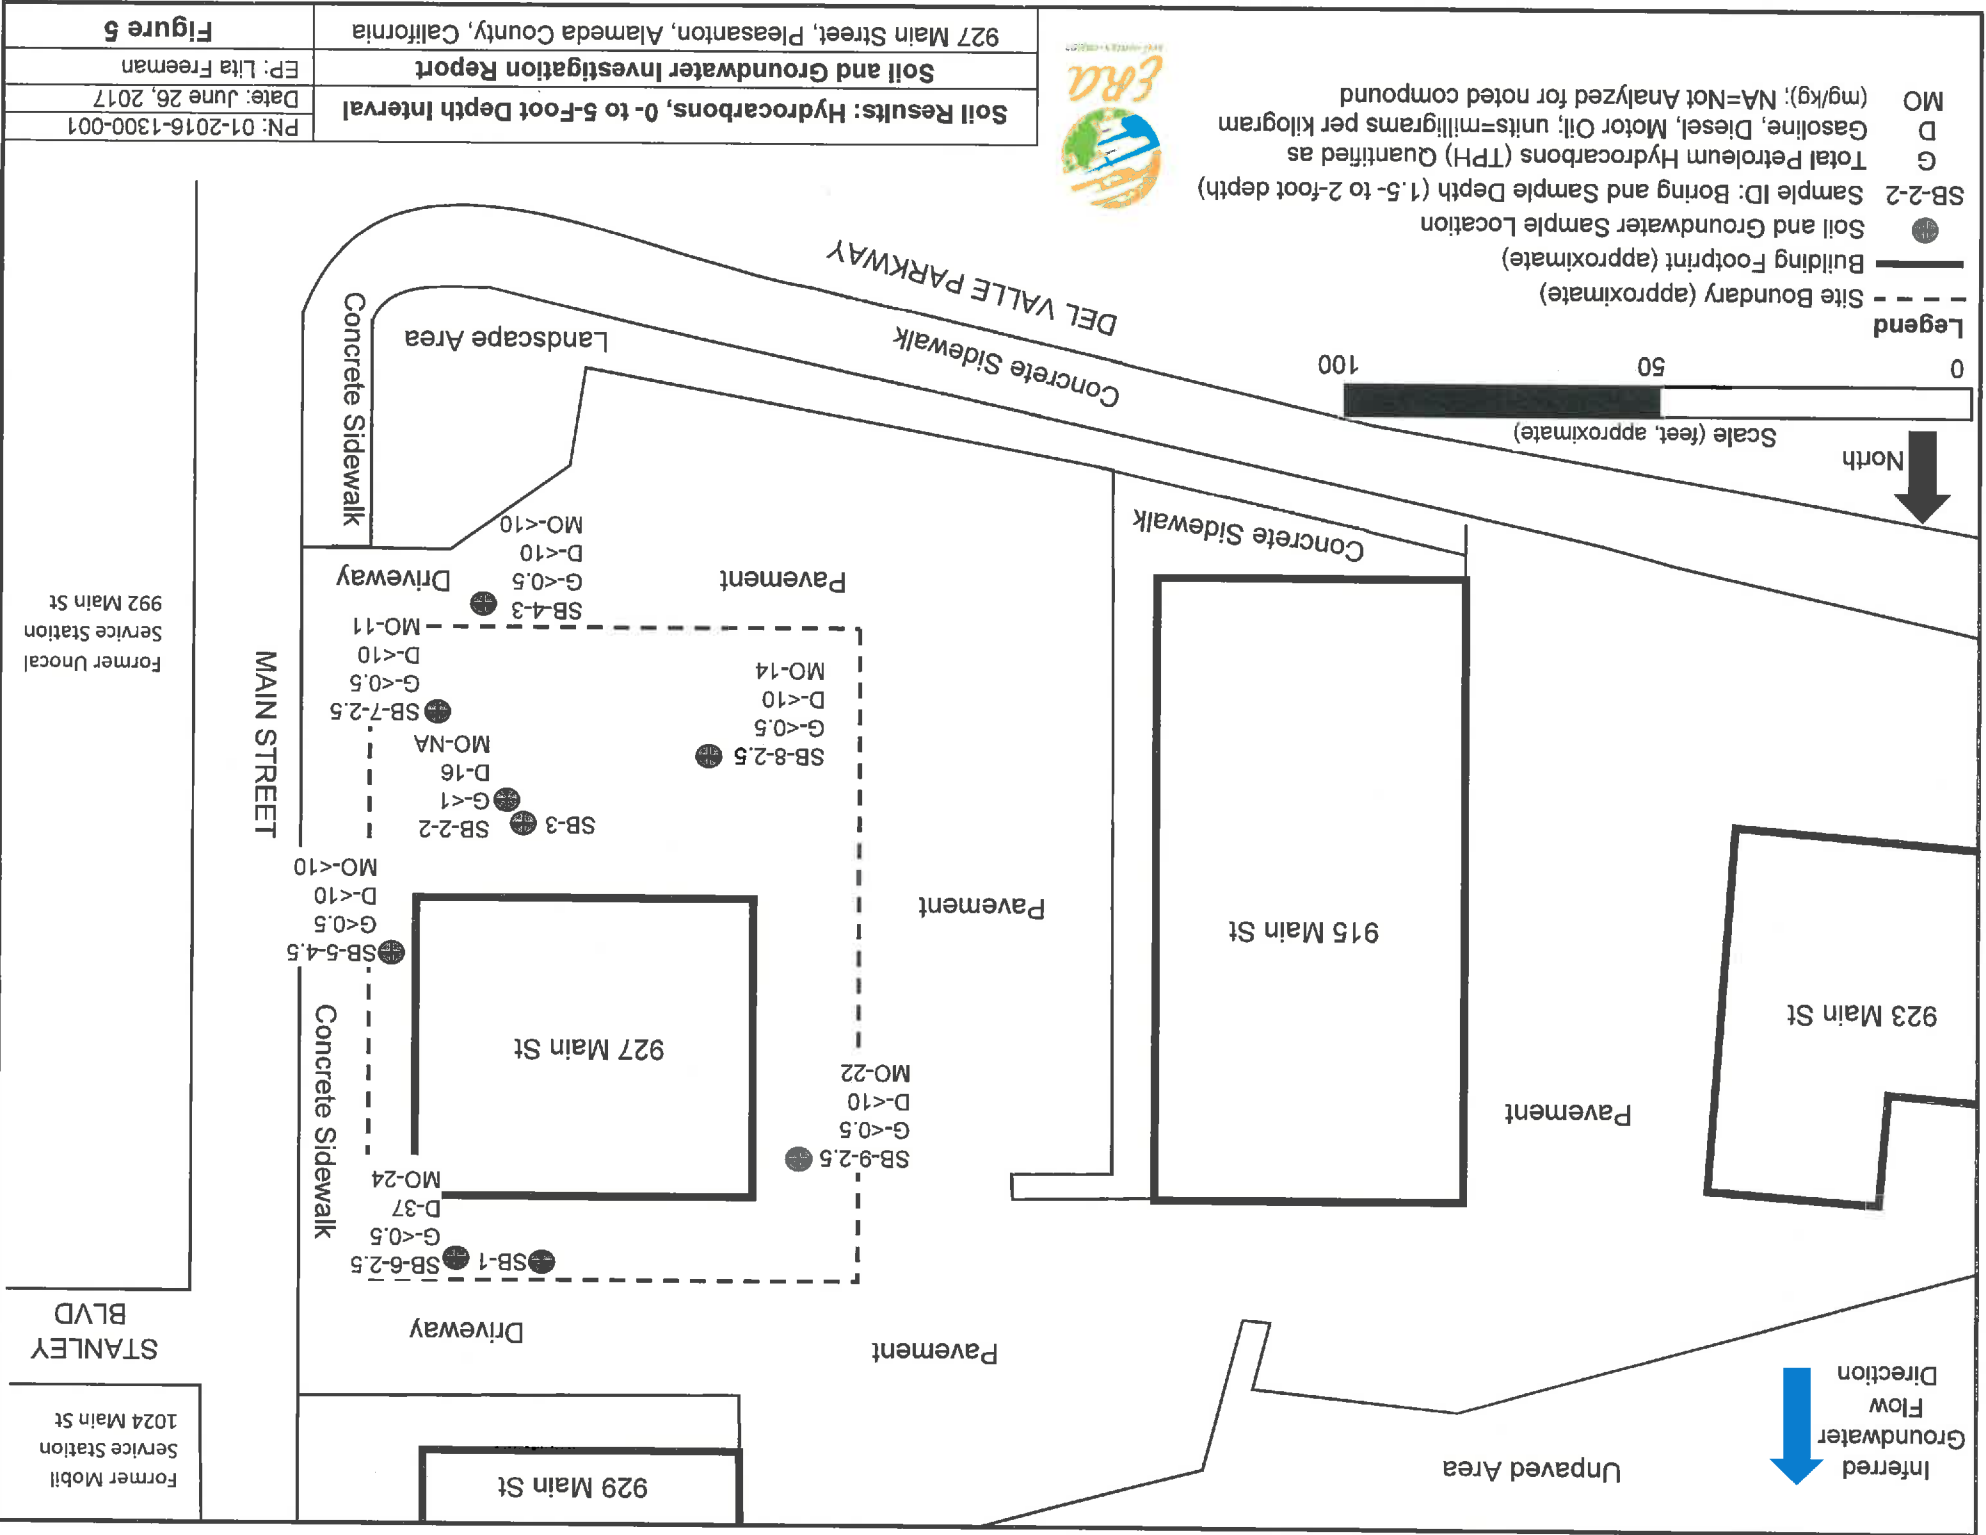 Inferred
Groundwater
Flow
Direction
Unpaved Area
929 Main St
Former Mobil
Service Station
1024 Main St
STANLEY
BLVD
Pavement
Driveway
SB-1
SB-6-2.5
G-<0.5
D-37
MO-24
SB-9-2.5
G-<0.5
D-<10
MO-22
Pavement
923 Main St
915 Main St
927 Main St
Concrete Sidewalk
Pavement
SB-5-4.5
G<0.5
D-<10
MO-<10
MAIN STREET
SB-3
SB-2-2
G-<1
D-16
MO-NA
SB-8-2.5
G-<0.5
D-<10
MO-14
SB-7-2.5
G-<0.5
D-<10
MO-11
Former Unocal
Service Station
992 Main St
SB-4-3
G-<0.5
D-<10
MO-<10
Pavement
Driveway
Concrete Sidewalk
Concrete Sidewalk
Landscape Area
Concrete Sidewalk
DEL VALLE PARKWAY
North
Scale (feet, approximate)
0 50 100
Legend
Site Boundary (approximate)
Building Footprint (approximate)
Soil and Groundwater Sample Location
SB-2-2 Sample ID: Boring and Sample Depth (1.5- to 2-foot depth)
G Total Petroleum Hydrocarbons (TPH) Quantified as
D Gasoline, Diesel, Motor Oil; units=milligrams per kilogram
MO (mg/kg); NA=Not Analyzed for noted compound
ERA
Soil Results: Hydrocarbons, 0- to 5-Foot Depth Interval
Soil and Groundwater Investigation Report
927 Main Street, Pleasanton, Alameda County, California
PN: 01-2016-1300-001
Date: June 26, 2017
EP: Lita Freeman
Figure 5